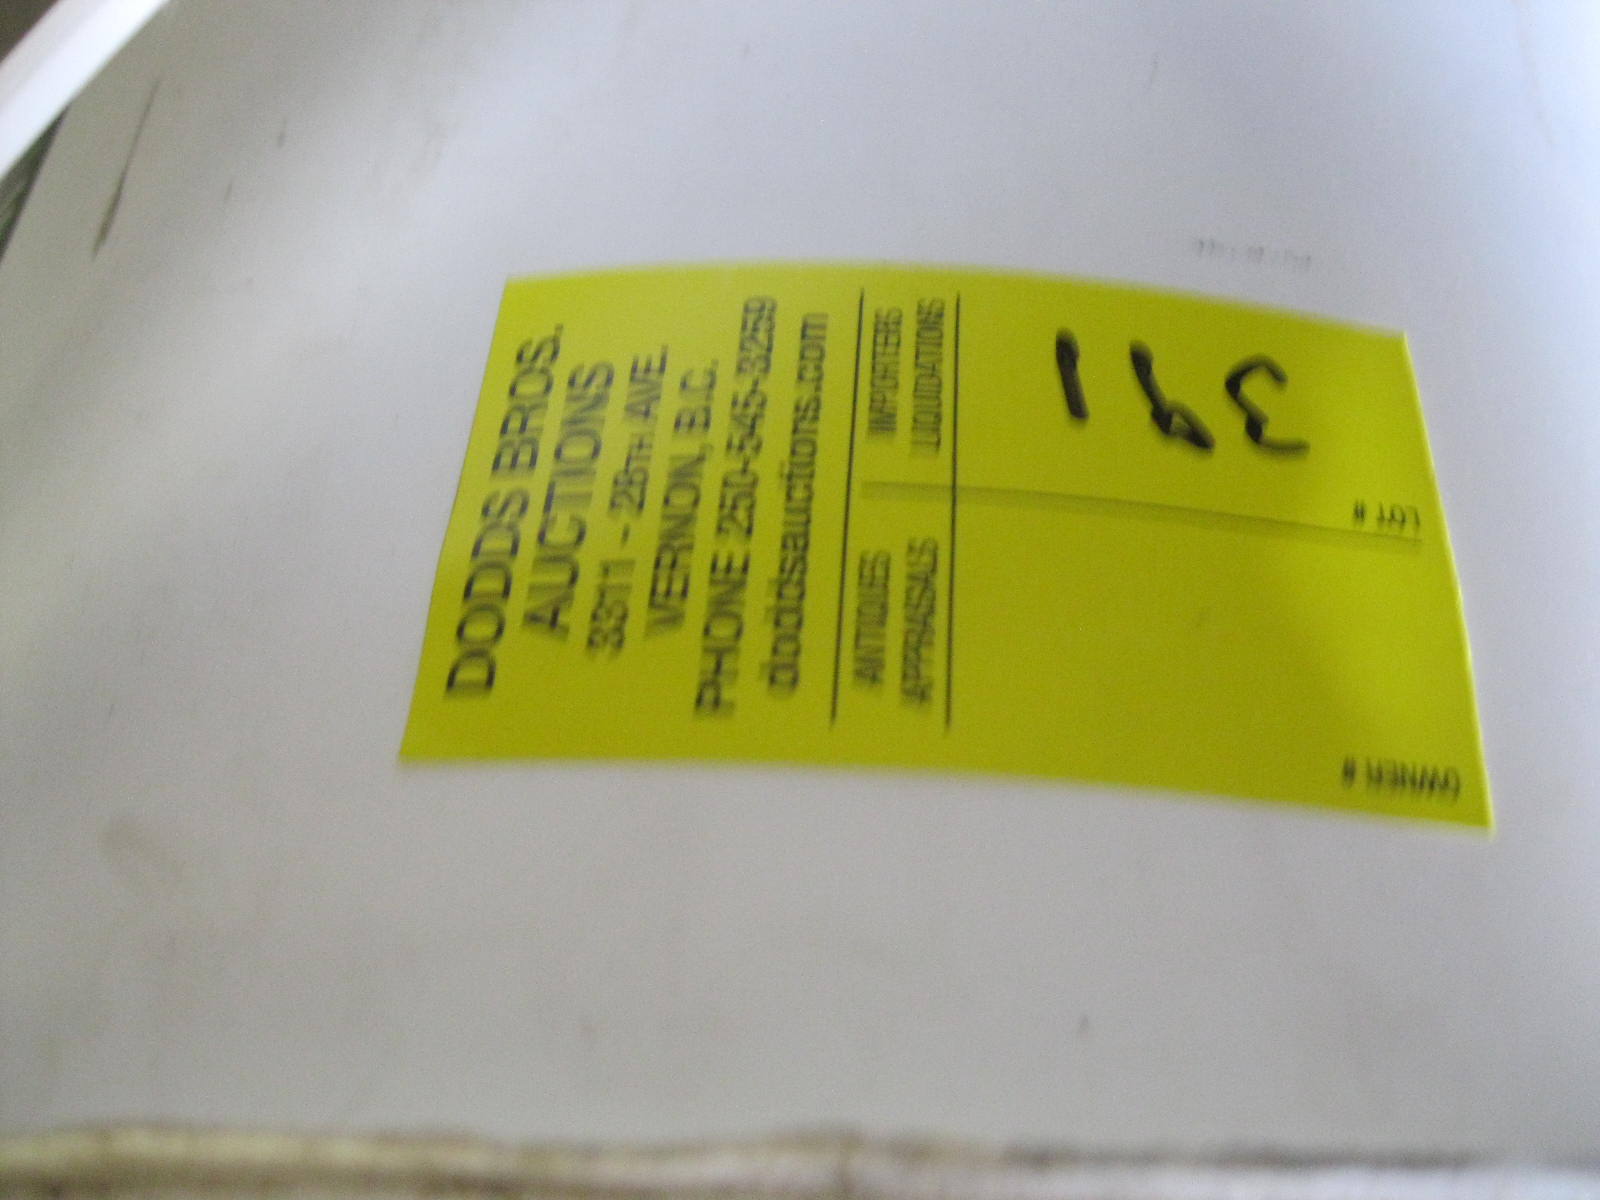 DODDS BROS.
AUCTIONS
3311 - 28TH AVE.
VERNON, B.C.
PHONE 250-545-3259
doddsauctions.com
ANTIQUES IMPORTERS
APPRAISALS LIQUIDATIONS
LOT #
391
OWNER #